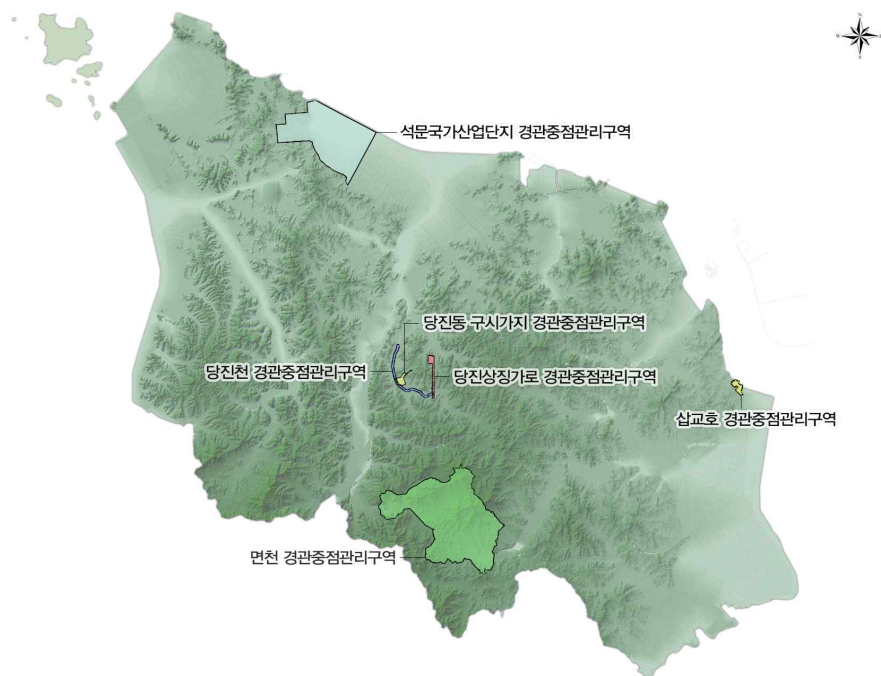 석문국가산업단지 경관중점관리구역
당진동 구시가지 경관중점관리구역
당진천 경관중점관리구역
당진상징가로 경관중점관리구역
삽교호 경관중점관리구역
면천 경관중점관리구역